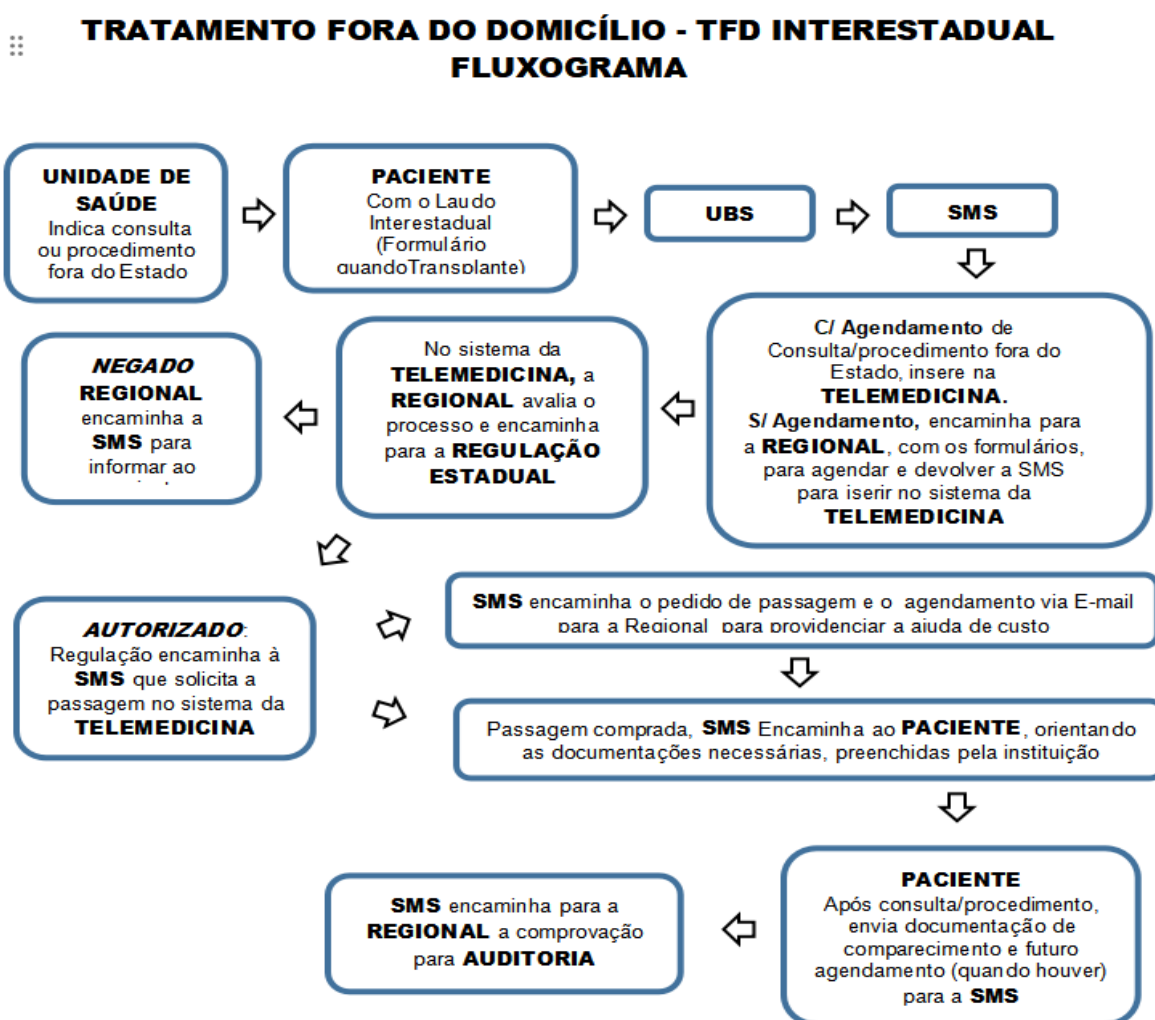 TRATAMENTO FORA DO DOMICÍLIO - TFD INTERESTADUAL
FLUXOGRAMA
UNIDADE DE
SAÚDE
Indica consulta
ou procedimento
fora do Estado
PACIENTE
Com o Laudo
Interestadual
(Formulário
quandoTransplante)
UBS
SMS
C/ Agendamento de
Consulta/procedimento fora do
Estado, insere na
TELEMEDICINA.
S/ Agendamento, encaminha para
a REGIONAL, com os formulários,
para agendar e devolver a SMS
para iserir no sistema da
TELEMEDICINA
No sistema da
TELEMEDICINA, a
REGIONAL avalia o
processo e encaminha
para a REGULAÇÃO
ESTADUAL
NEGADO
REGIONAL
encaminha a
SMS para
informar ao
AUTORIZADO:
Regulação encaminha à
SMS que solicita a
passagem no sistema da
TELEMEDICINA
SMS encaminha o pedido de passagem e o agendamento via E-mail
para a Regional para providenciar a ajuda de custo
Passagem comprada, SMS Encaminha ao PACIENTE, orientando
as documentações necessárias, preenchidas pela instituição
PACIENTE
Após consulta/procedimento,
envia documentação de
comparecimento e futuro
agendamento (quando houver)
para a SMS
SMS encaminha para a
REGIONAL a comprovação
para AUDITORIA